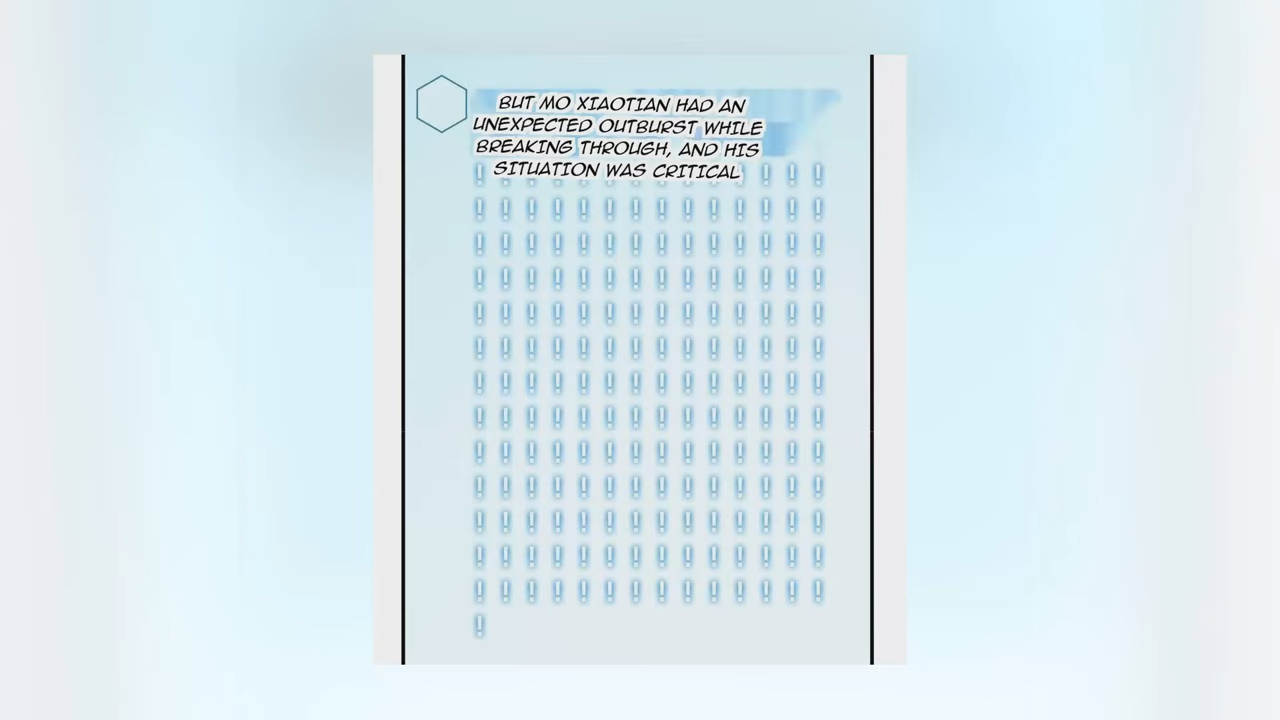 BUT MO XIAOTIAN HAD AN
UNEXPECTED OUTBURST WHILE
BREAKING THROUGH, AND HIS
SITUATION WAS CRITICAL
! ! ! ! ! ! ! ! ! ! ! ! ! !
! ! ! ! ! ! ! ! ! ! ! ! ! !
! ! ! ! ! ! ! ! ! ! ! ! ! !
! ! ! ! ! ! ! ! ! ! ! ! ! !
! ! ! ! ! ! ! ! ! ! ! ! ! !
! ! ! ! ! ! ! ! ! ! ! ! ! !
! ! ! ! ! ! ! ! ! ! ! ! ! !
! ! ! ! ! ! ! ! ! ! ! ! ! !
! ! ! ! ! ! ! ! ! ! ! ! ! !
! ! ! ! ! ! ! ! ! ! ! ! ! !
! ! ! ! ! ! ! ! ! ! ! ! ! !
! ! ! ! ! ! ! ! ! ! ! ! ! !
! ! ! ! ! ! ! ! ! ! ! ! ! !
!